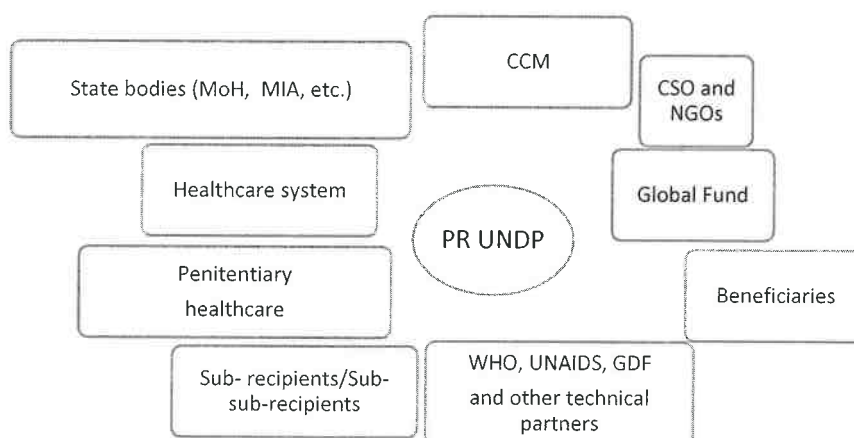 CCM
State bodies (MoH, MIA, etc.)
CSO and
NGOs
Healthcare system
Global Fund
PR UNDP
Penitentiary
healthcare
Beneficiaries
Sub- recipients/Sub-
sub-recipients
WHO, UNAIDS, GDF
and other technical
partners